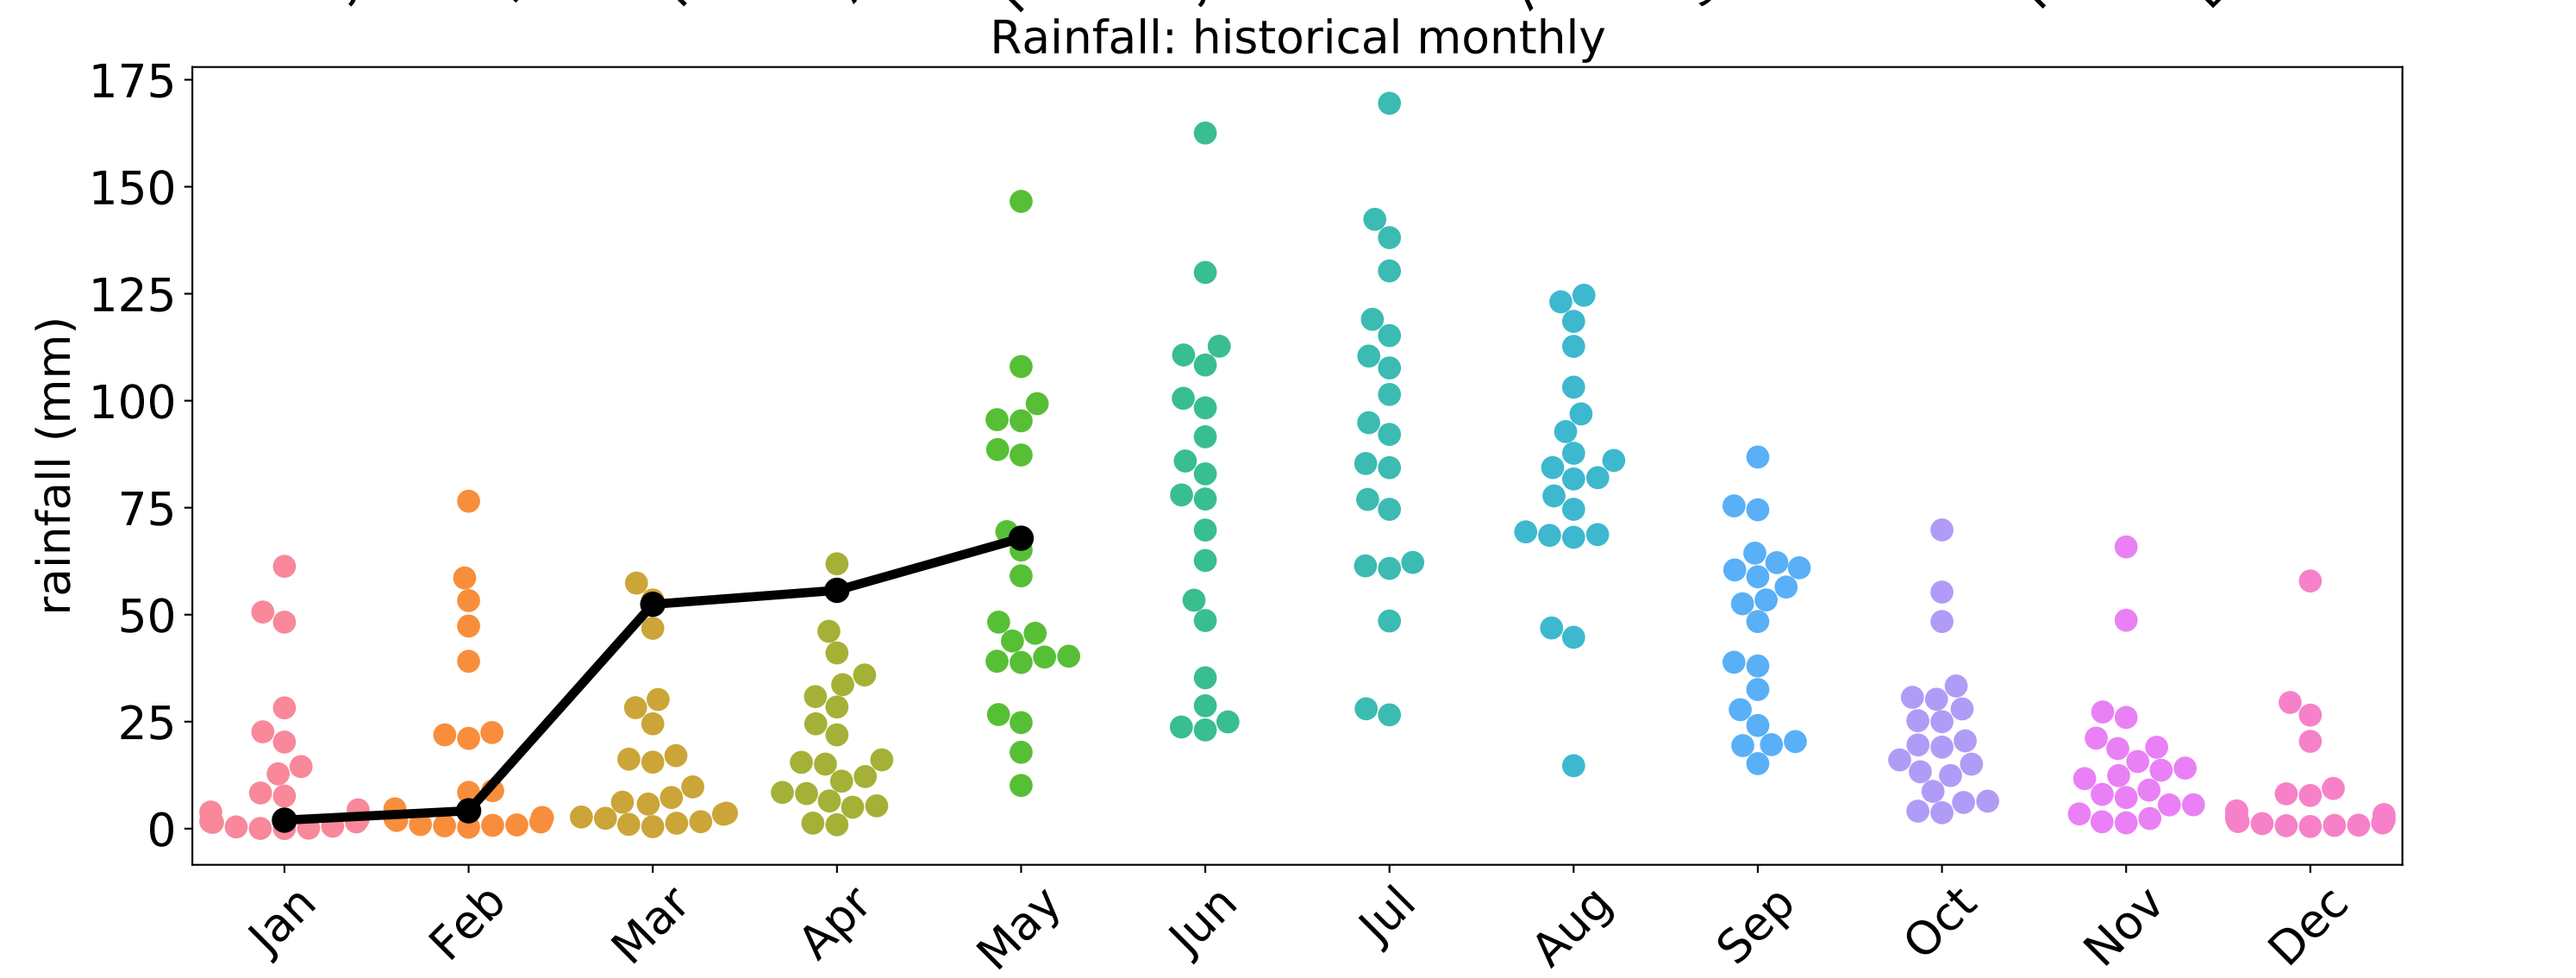 Rainfall: historical monthly
175
150
125
100
75
50
25
0
rainfall (mm)
Jan
Feb
Mar
Apr
May
Jun
Jul
Aug
Sep
Oct
Nov
Dec